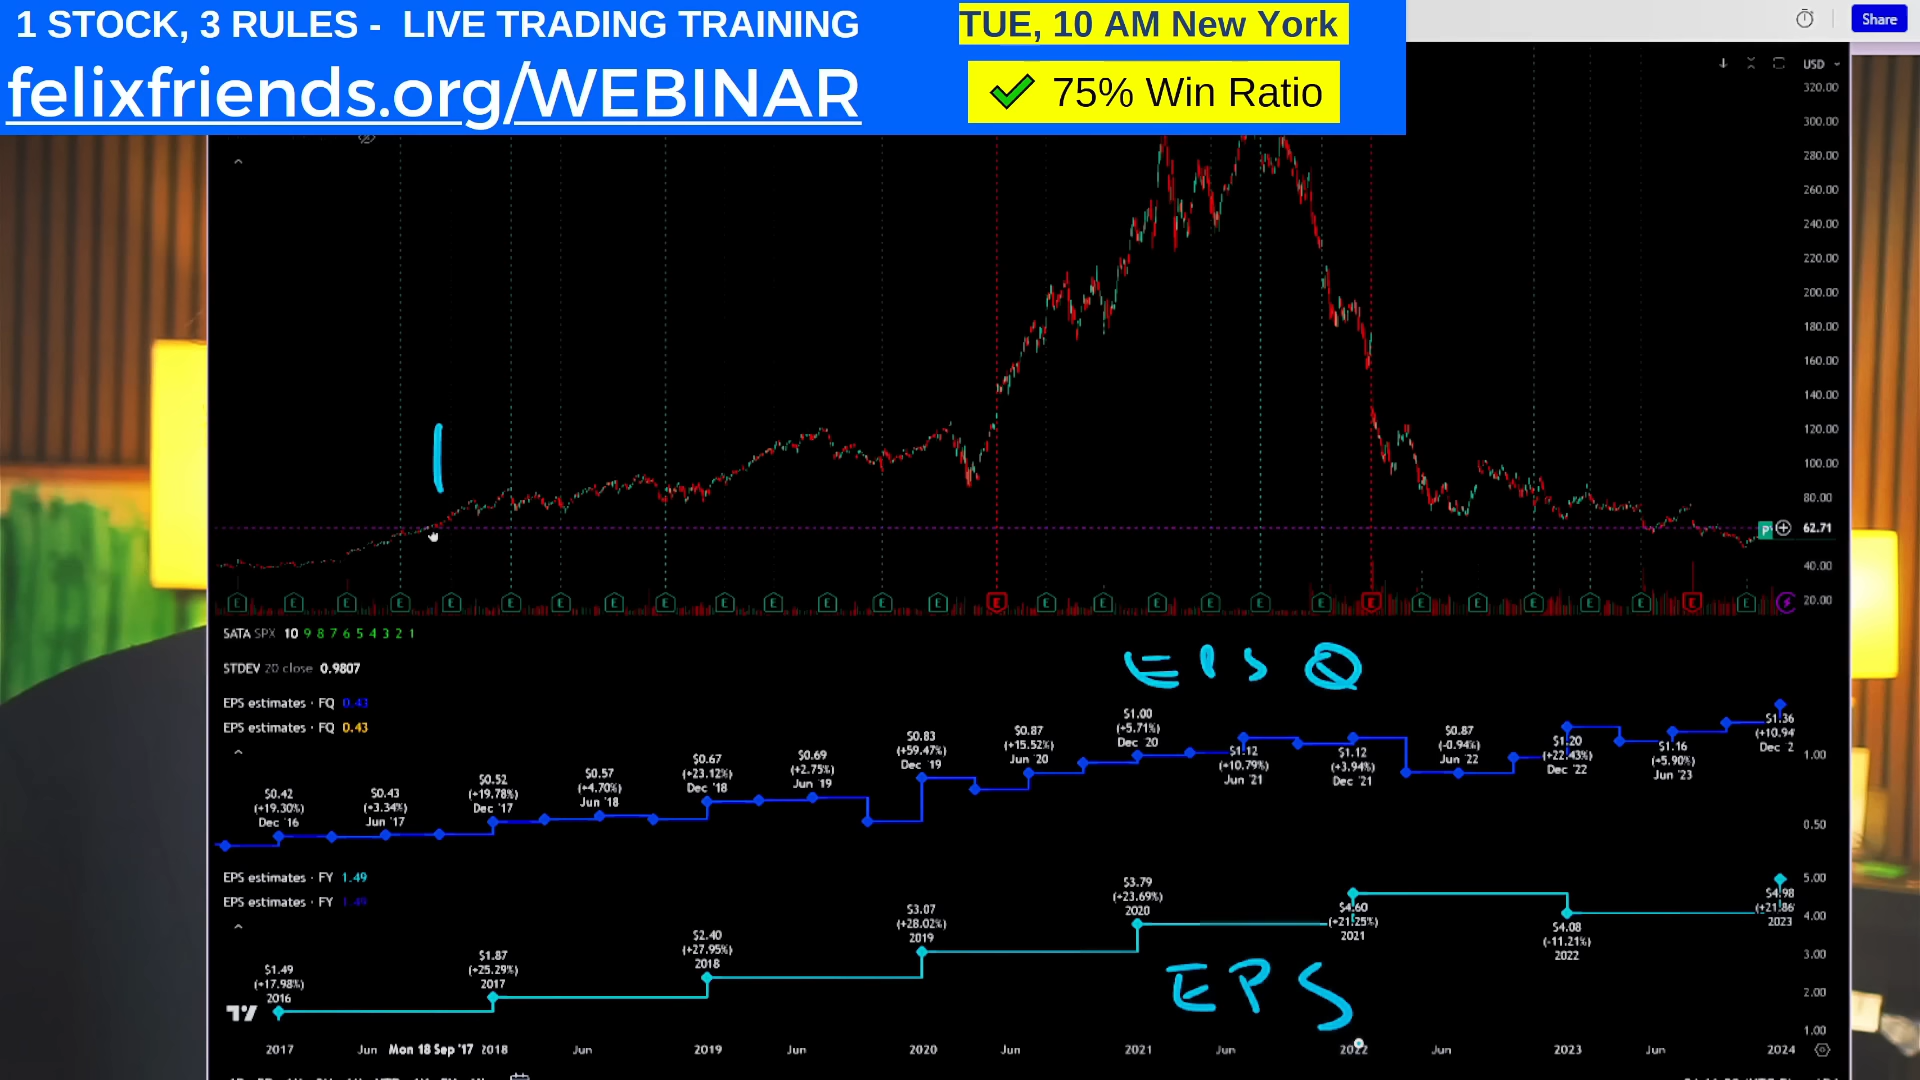 1 STOCK, 3 RULES - LIVE TRADING TRAINING
TUE, 10 AM New York
felixfriends.org/WEBINAR
75% Win Ratio
Share
USD
320.00
300.00
280.00
260.00
240.00
220.00
200.00
180.00
160.00
140.00
120.00
100.00
80.00
P 62.71
40.00
20.00
E E E E E E E E E E E E E E E E E E E E E E E E E E E E E
SATA SPX 10 9 8 7 6 5 4 3 2 1
STDEV 20 close 0.9807
EPS Q
EPS estimates · FQ 0.43
EPS estimates · FQ 0.43
$0.42
(+19.30%)
Dec '16
$0.43
(+3.34%)
Jun '17
$0.52
(+19.78%)
Dec '17
$0.57
(+4.70%)
Jun '18
$0.67
(+23.12%)
Dec '18
$0.69
(+2.75%)
Jun '19
$0.83
(+59.47%)
Dec '19
$0.87
(+15.52%)
Jun '20
$1.00
(+5.71%)
Dec '20
$1.12
(+10.79%)
Jun '21
$1.12
(+3.94%)
Dec '21
$0.87
(-0.94%)
Jun '22
$1.20
(+22.43%)
Dec '22
$1.16
(+5.90%)
Jun '23
$1.36
(+10.94
Dec '2
1.00
0.50
EPS estimates · FY 1.49
EPS estimates · FY 1.49
$1.49
(+17.98%)
2016
$1.87
(+25.29%)
2017
$2.40
(+27.95%)
2018
$3.07
(+28.02%)
2019
$3.79
(+23.69%)
2020
$4.60
(+21.25%)
2021
$4.08
(-11.21%)
2022
$4.98
(+21.86
2023
5.00
4.00
3.00
2.00
1.00
EPS
2017 Jun Mon 18 Sep '17 2018 Jun 2019 Jun 2020 Jun 2021 Jun 2022 Jun 2023 Jun 2024